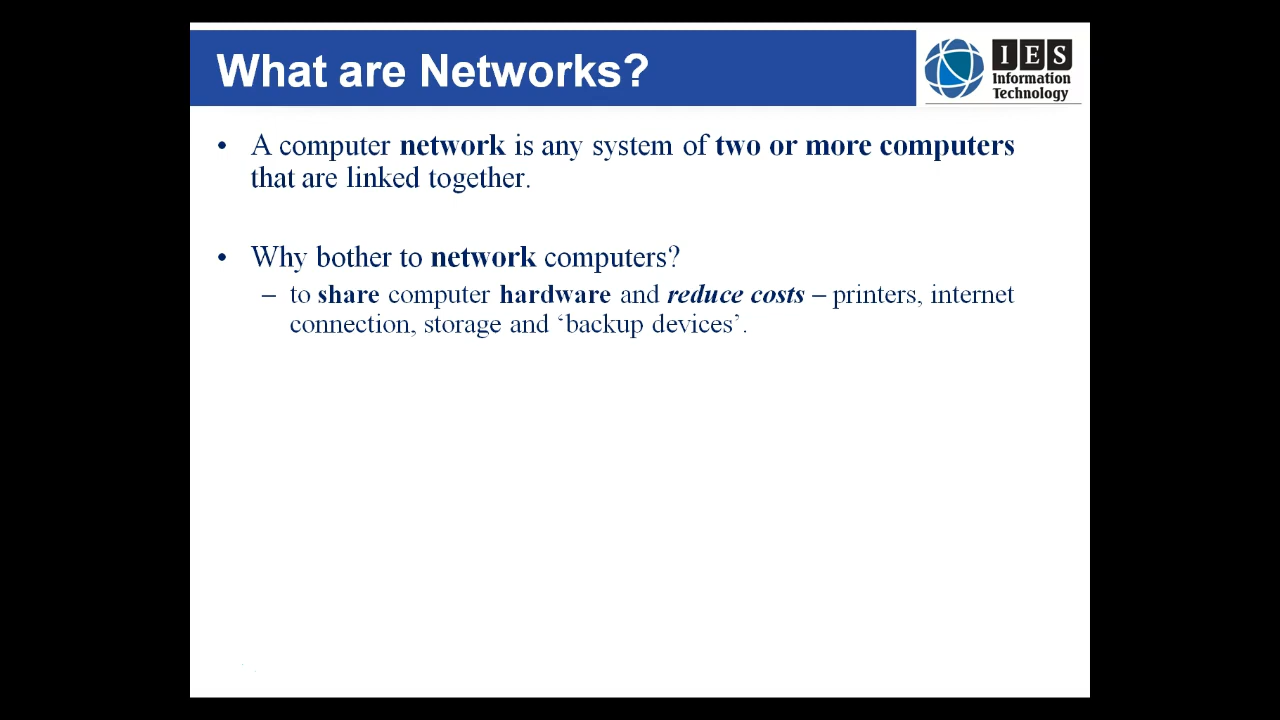 What are Networks?
IES
Information
Technology
• A computer network is any system of two or more computers
that are linked together.
• Why bother to network computers?
– to share computer hardware and reduce costs – printers, internet
connection, storage and ‘backup devices’.